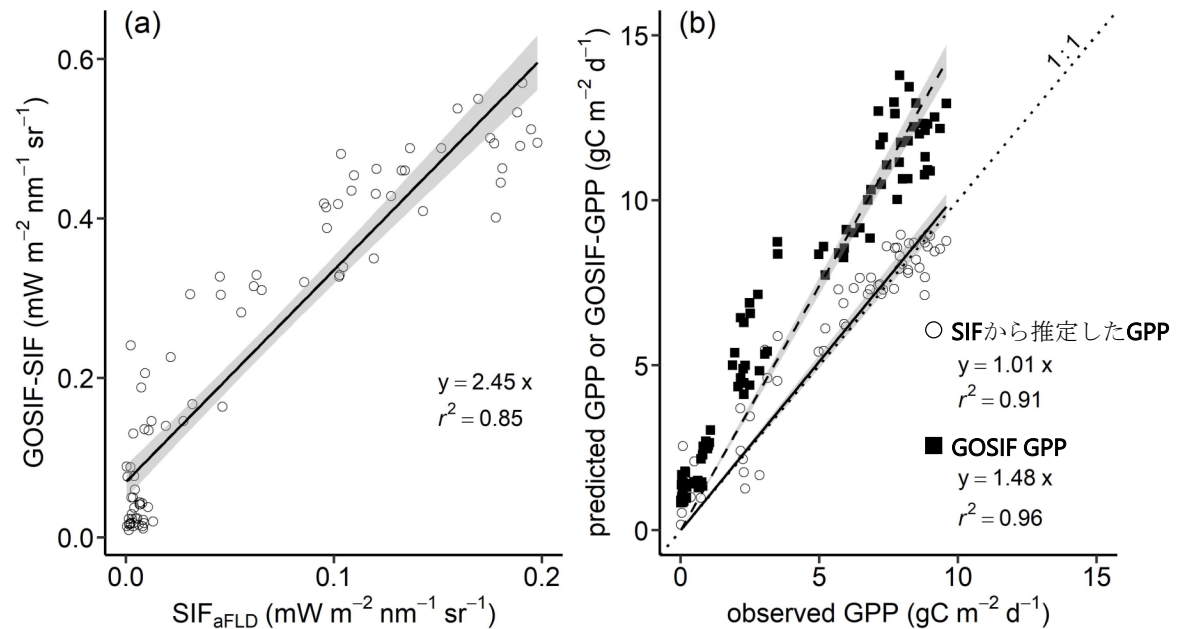 (a)
GOSIF-SIF (mW m⁻² nm⁻¹ sr⁻¹)
0.6
0.4
0.2
0.0
y = 2.45 x
r² = 0.85
0.0 0.1 0.2
SIFaFLD (mW m⁻² nm⁻¹ sr⁻¹)
(b)
predicted GPP or GOSIF-GPP (gC m⁻² d⁻¹)
15
10
5
0
1:1
SIFから推定したGPP
y = 1.01 x
r² = 0.91
GOSIF GPP
y = 1.48 x
r² = 0.96
0 5 10 15
observed GPP (gC m⁻² d⁻¹)